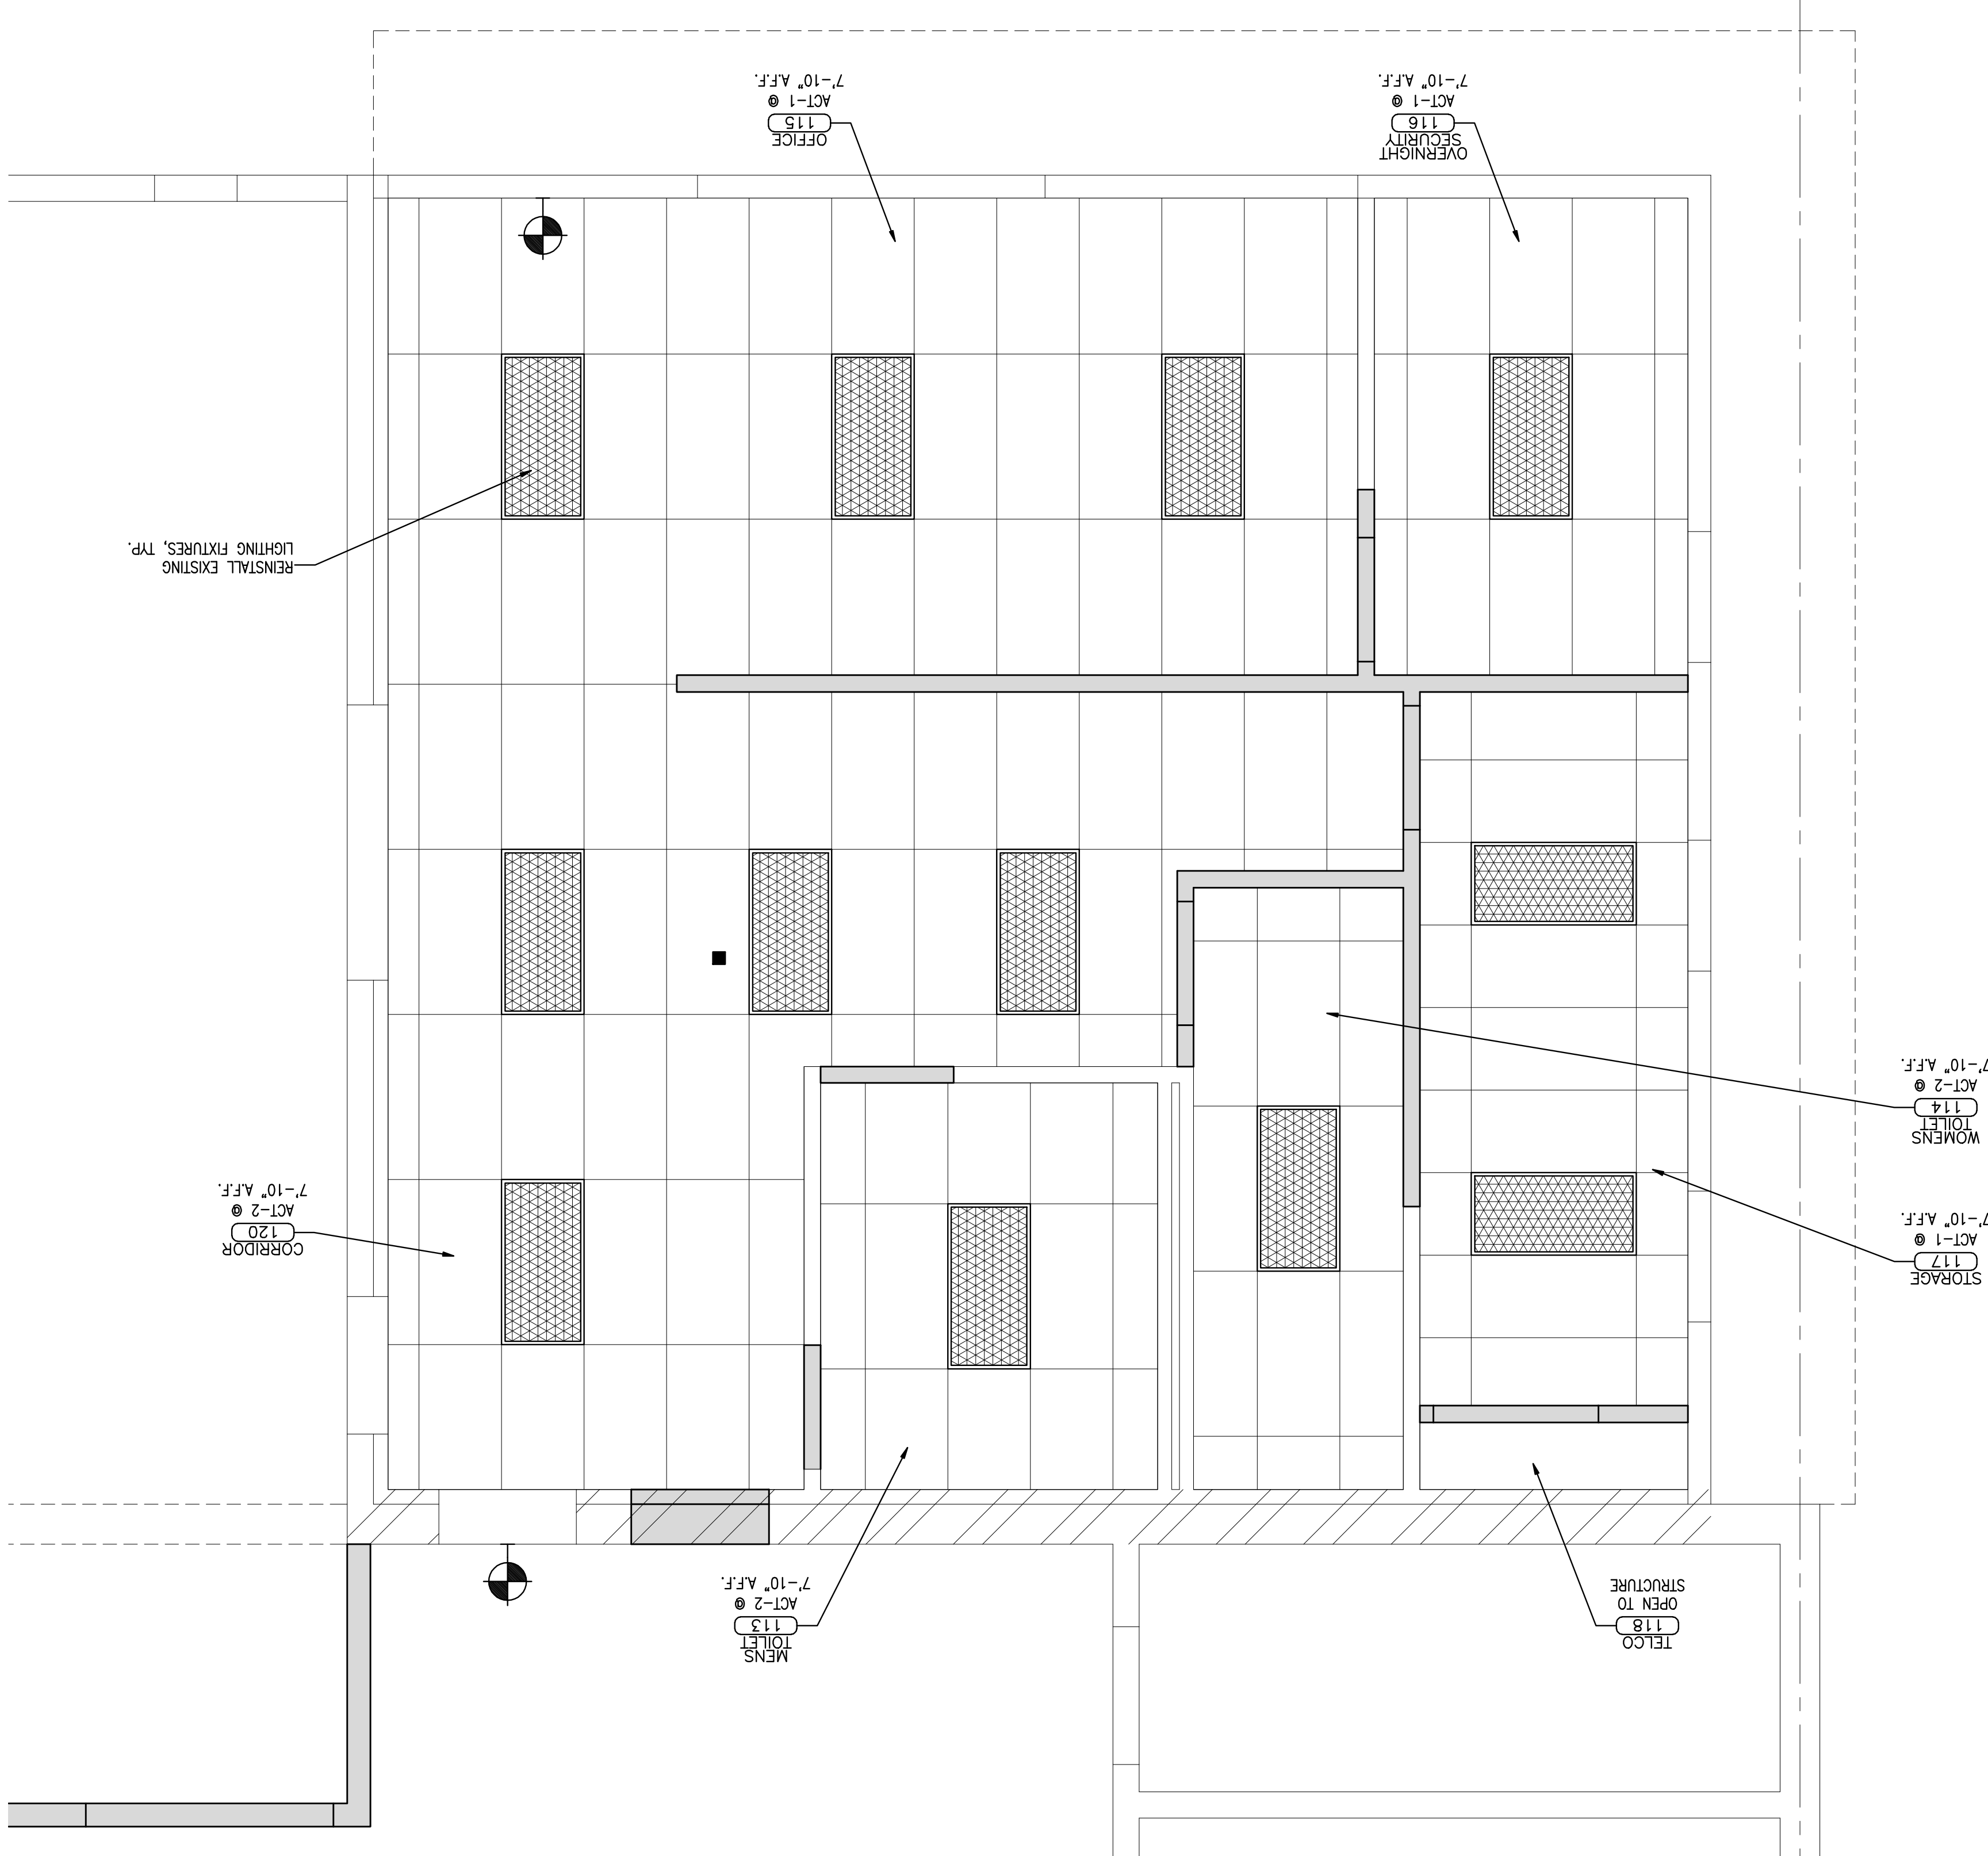 TELCO
118
OPEN TO
STRUCTURE
MENS
TOILET
113
ACT-2 @
7'-10" A.F.F.
STORAGE
117
ACT-1 @
7'-10" A.F.F.
CORRIDOR
120
ACT-2 @
7'-10" A.F.F.
WOMENS
TOILET
114
ACT-2 @
7'-10" A.F.F.
REINSTALL EXISTING
LIGHTING FIXTURES, TYP.
OVERNIGHT
SECURITY
116
ACT-1 @
7'-10" A.F.F.
OFFICE
115
ACT-1 @
7'-10" A.F.F.